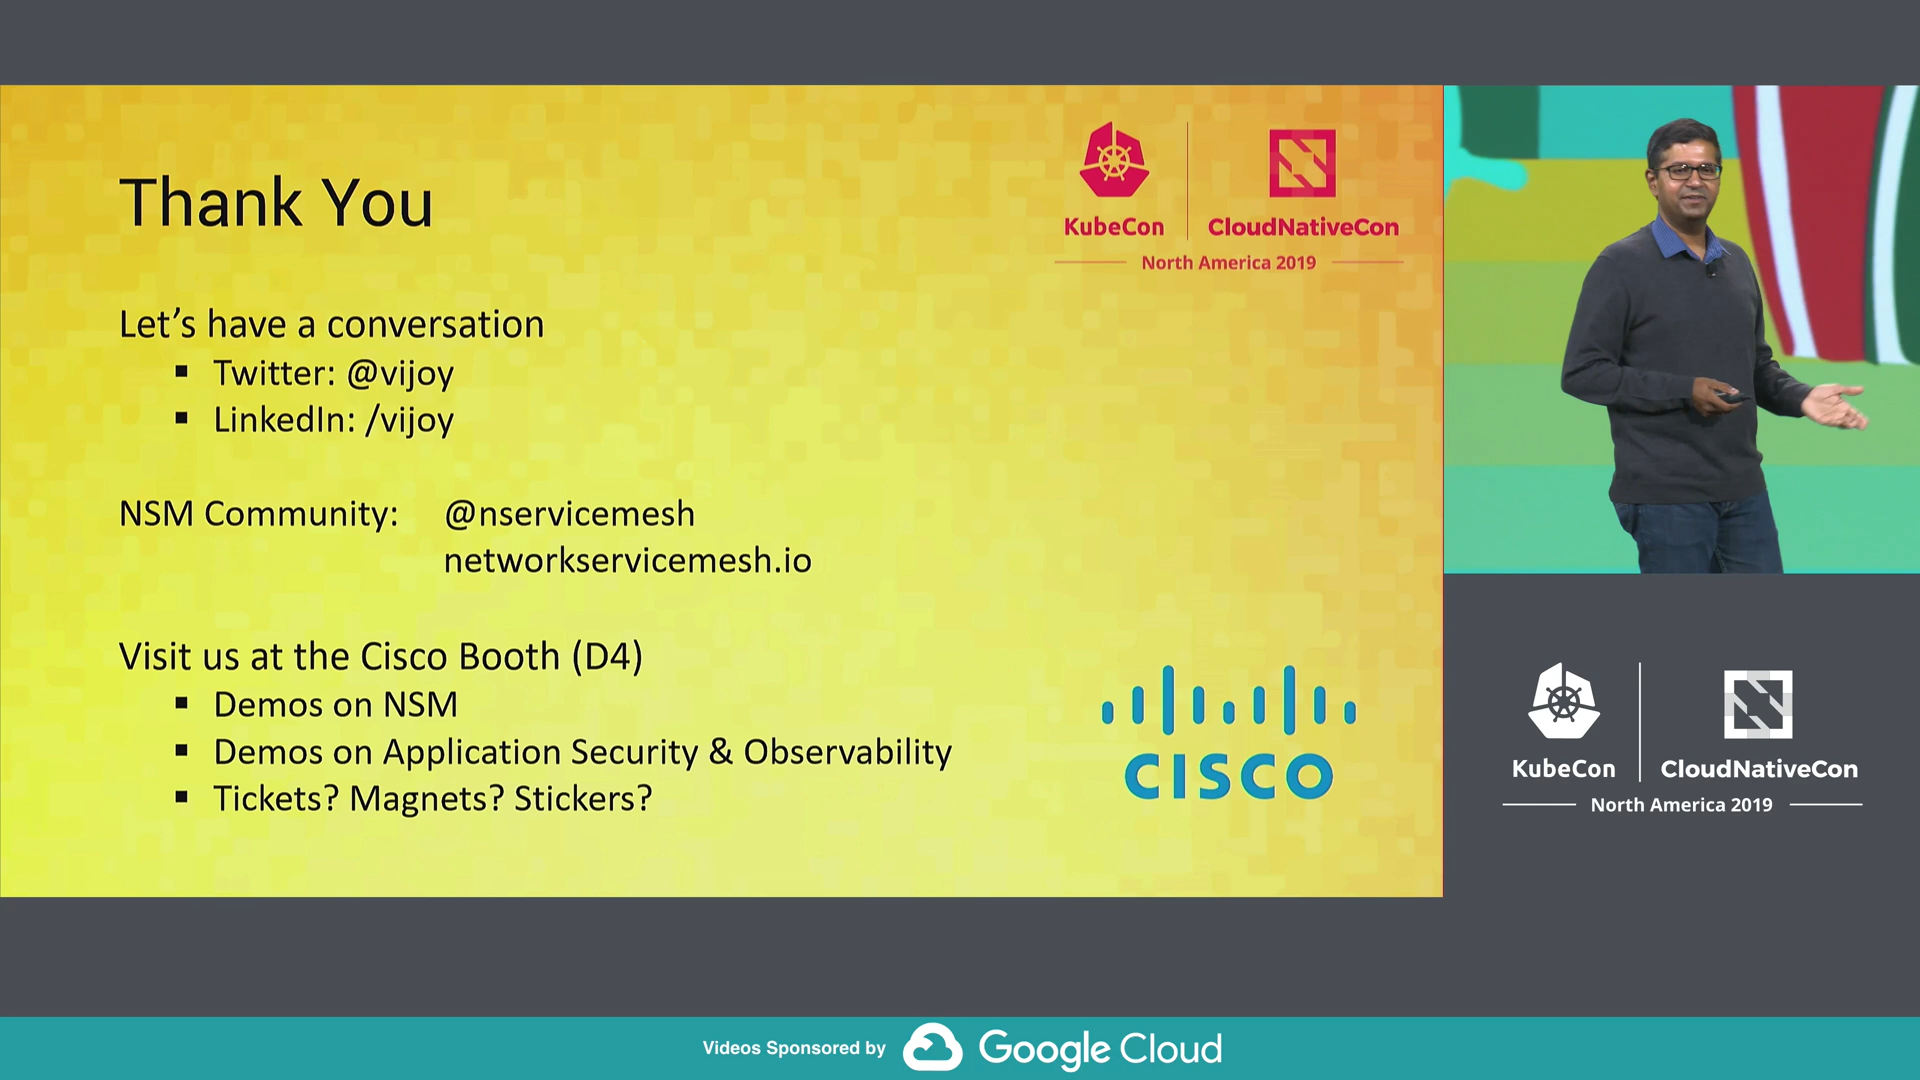 Thank You
KubeCon
CloudNativeCon
North America 2019
Let’s have a conversation
▪ Twitter: @vijoy
▪ LinkedIn: /vijoy
NSM Community: @nservicemesh
networkservicemesh.io
Visit us at the Cisco Booth (D4)
▪ Demos on NSM
▪ Demos on Application Security & Observability
▪ Tickets? Magnets? Stickers?
CISCO
KubeCon
CloudNativeCon
North America 2019
Videos Sponsored by Google Cloud